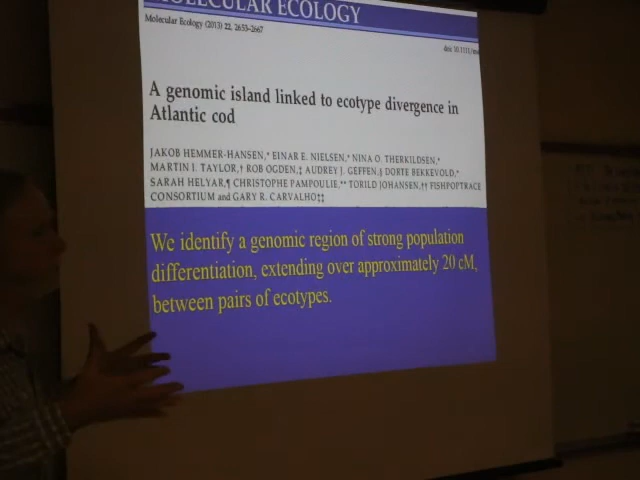 MOLECULAR ECOLOGY
Molecular Ecology (2013) 22, 2653–2667
doi: 10.1111/m
A genomic island linked to ecotype divergence in
Atlantic cod
JAKOB HEMMER-HANSEN,* EINAR E. NIELSEN,* NINA O. THERKILDSEN,*
MARTIN I. TAYLOR,† ROB OGDEN,‡ AUDREY J. GEFFEN,§ DORTE BEKKEVOLD,*
SARAH HELYAR,¶ CHRISTOPHE PAMPOULIE,** TORILD JOHANSEN,†† FISHPOPTRACE
CONSORTIUM and GARY R. CARVALHO‡‡
We identify a genomic region of strong population
differentiation, extending over approximately 20 cM,
between pairs of ecotypes.